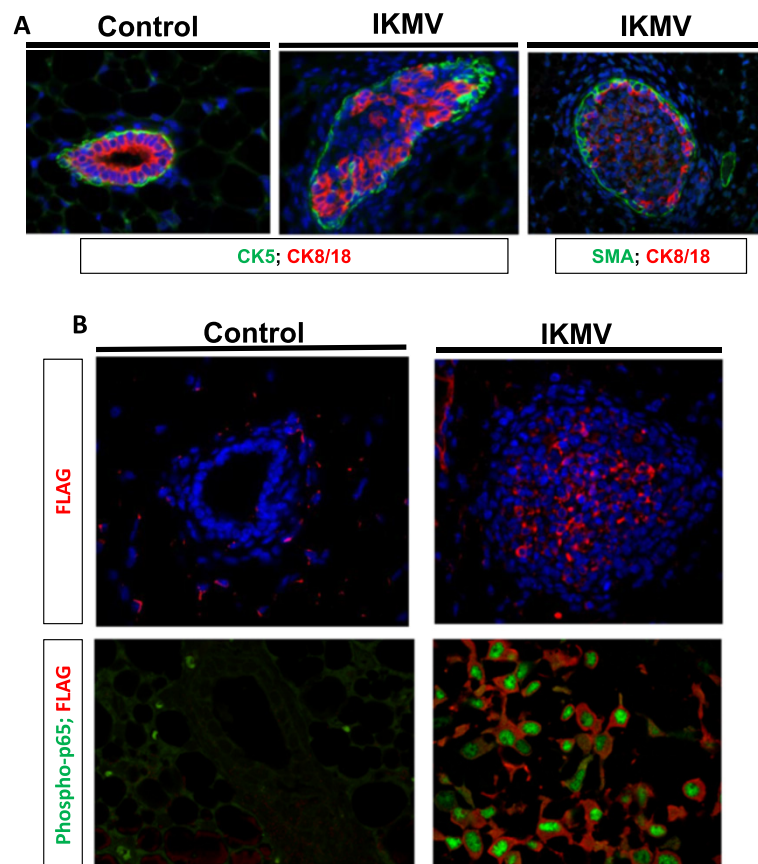 A
Control
IKMV
IKMV
CK5; CK8/18
SMA; CK8/18
B
Control
IKMV
FLAG
Phospho-p65; FLAG